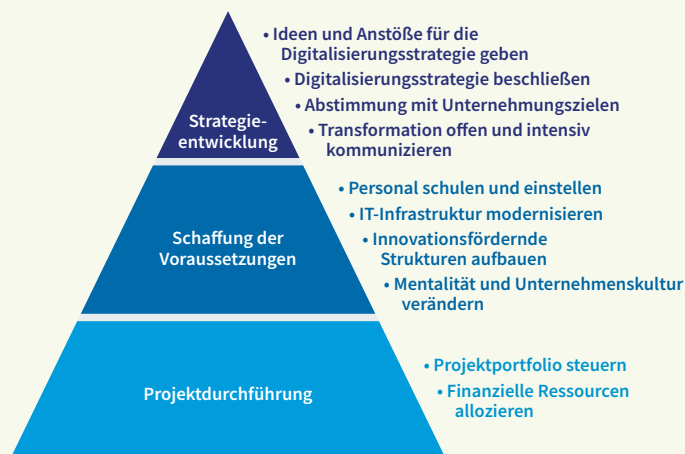 • Ideen und Anstöße für die
Digitalisierungsstrategie geben
• Digitalisierungsstrategie beschließen
• Abstimmung mit Unternehmungszielen
• Transformation offen und intensiv
kommunizieren
Strategie-
entwicklung
• Personal schulen und einstellen
• IT-Infrastruktur modernisieren
• Innovationsfördernde
Strukturen aufbauen
• Mentalität und Unternehmenskultur
verändern
Schaffung der
Voraussetzungen
• Projektportfolio steuern
• Finanzielle Ressourcen
allozieren
Projektdurchführung